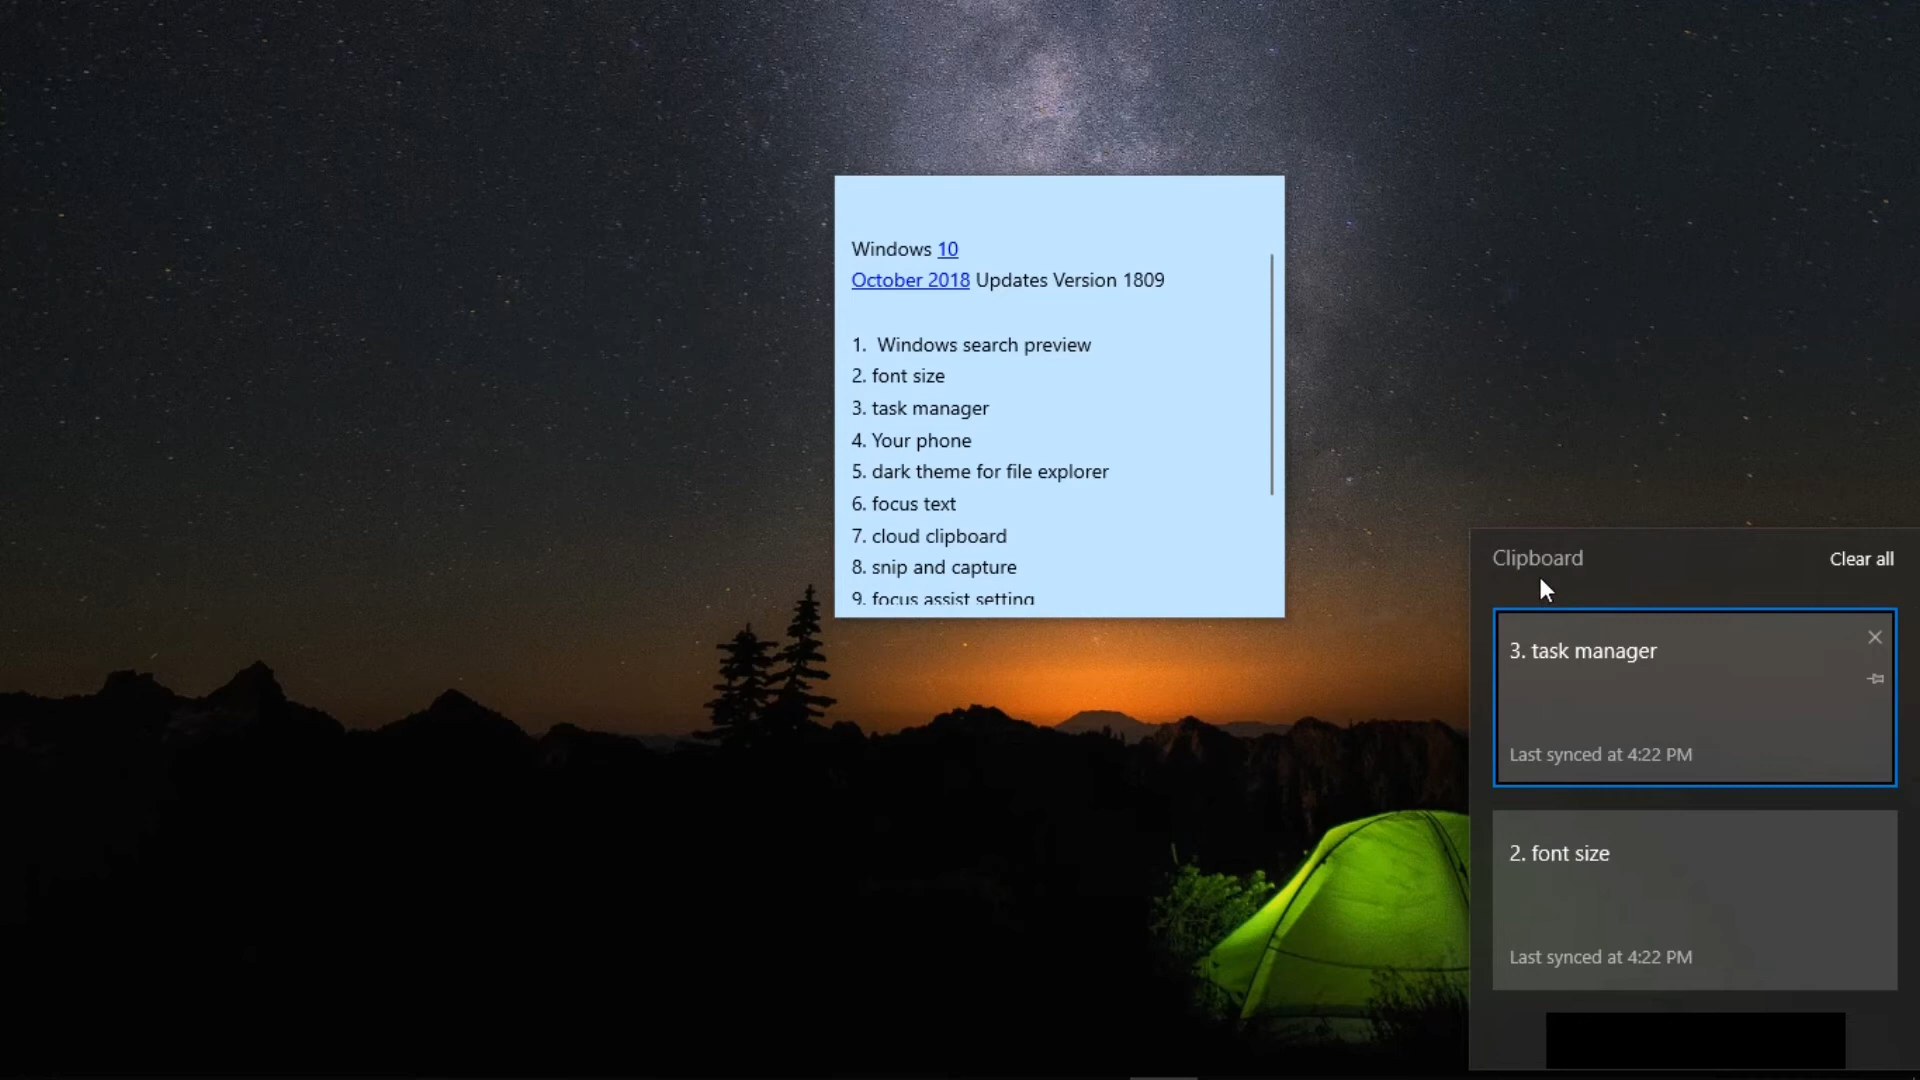 Windows 10
October 2018 Updates Version 1809
1. Windows search preview
2. font size
3. task manager
4. Your phone
5. dark theme for file explorer
6. focus text
7. cloud clipboard
8. snip and capture
9. focus assist setting
Clipboard
Clear all
3. task manager
Last synced at 4:22 PM
2. font size
Last synced at 4:22 PM